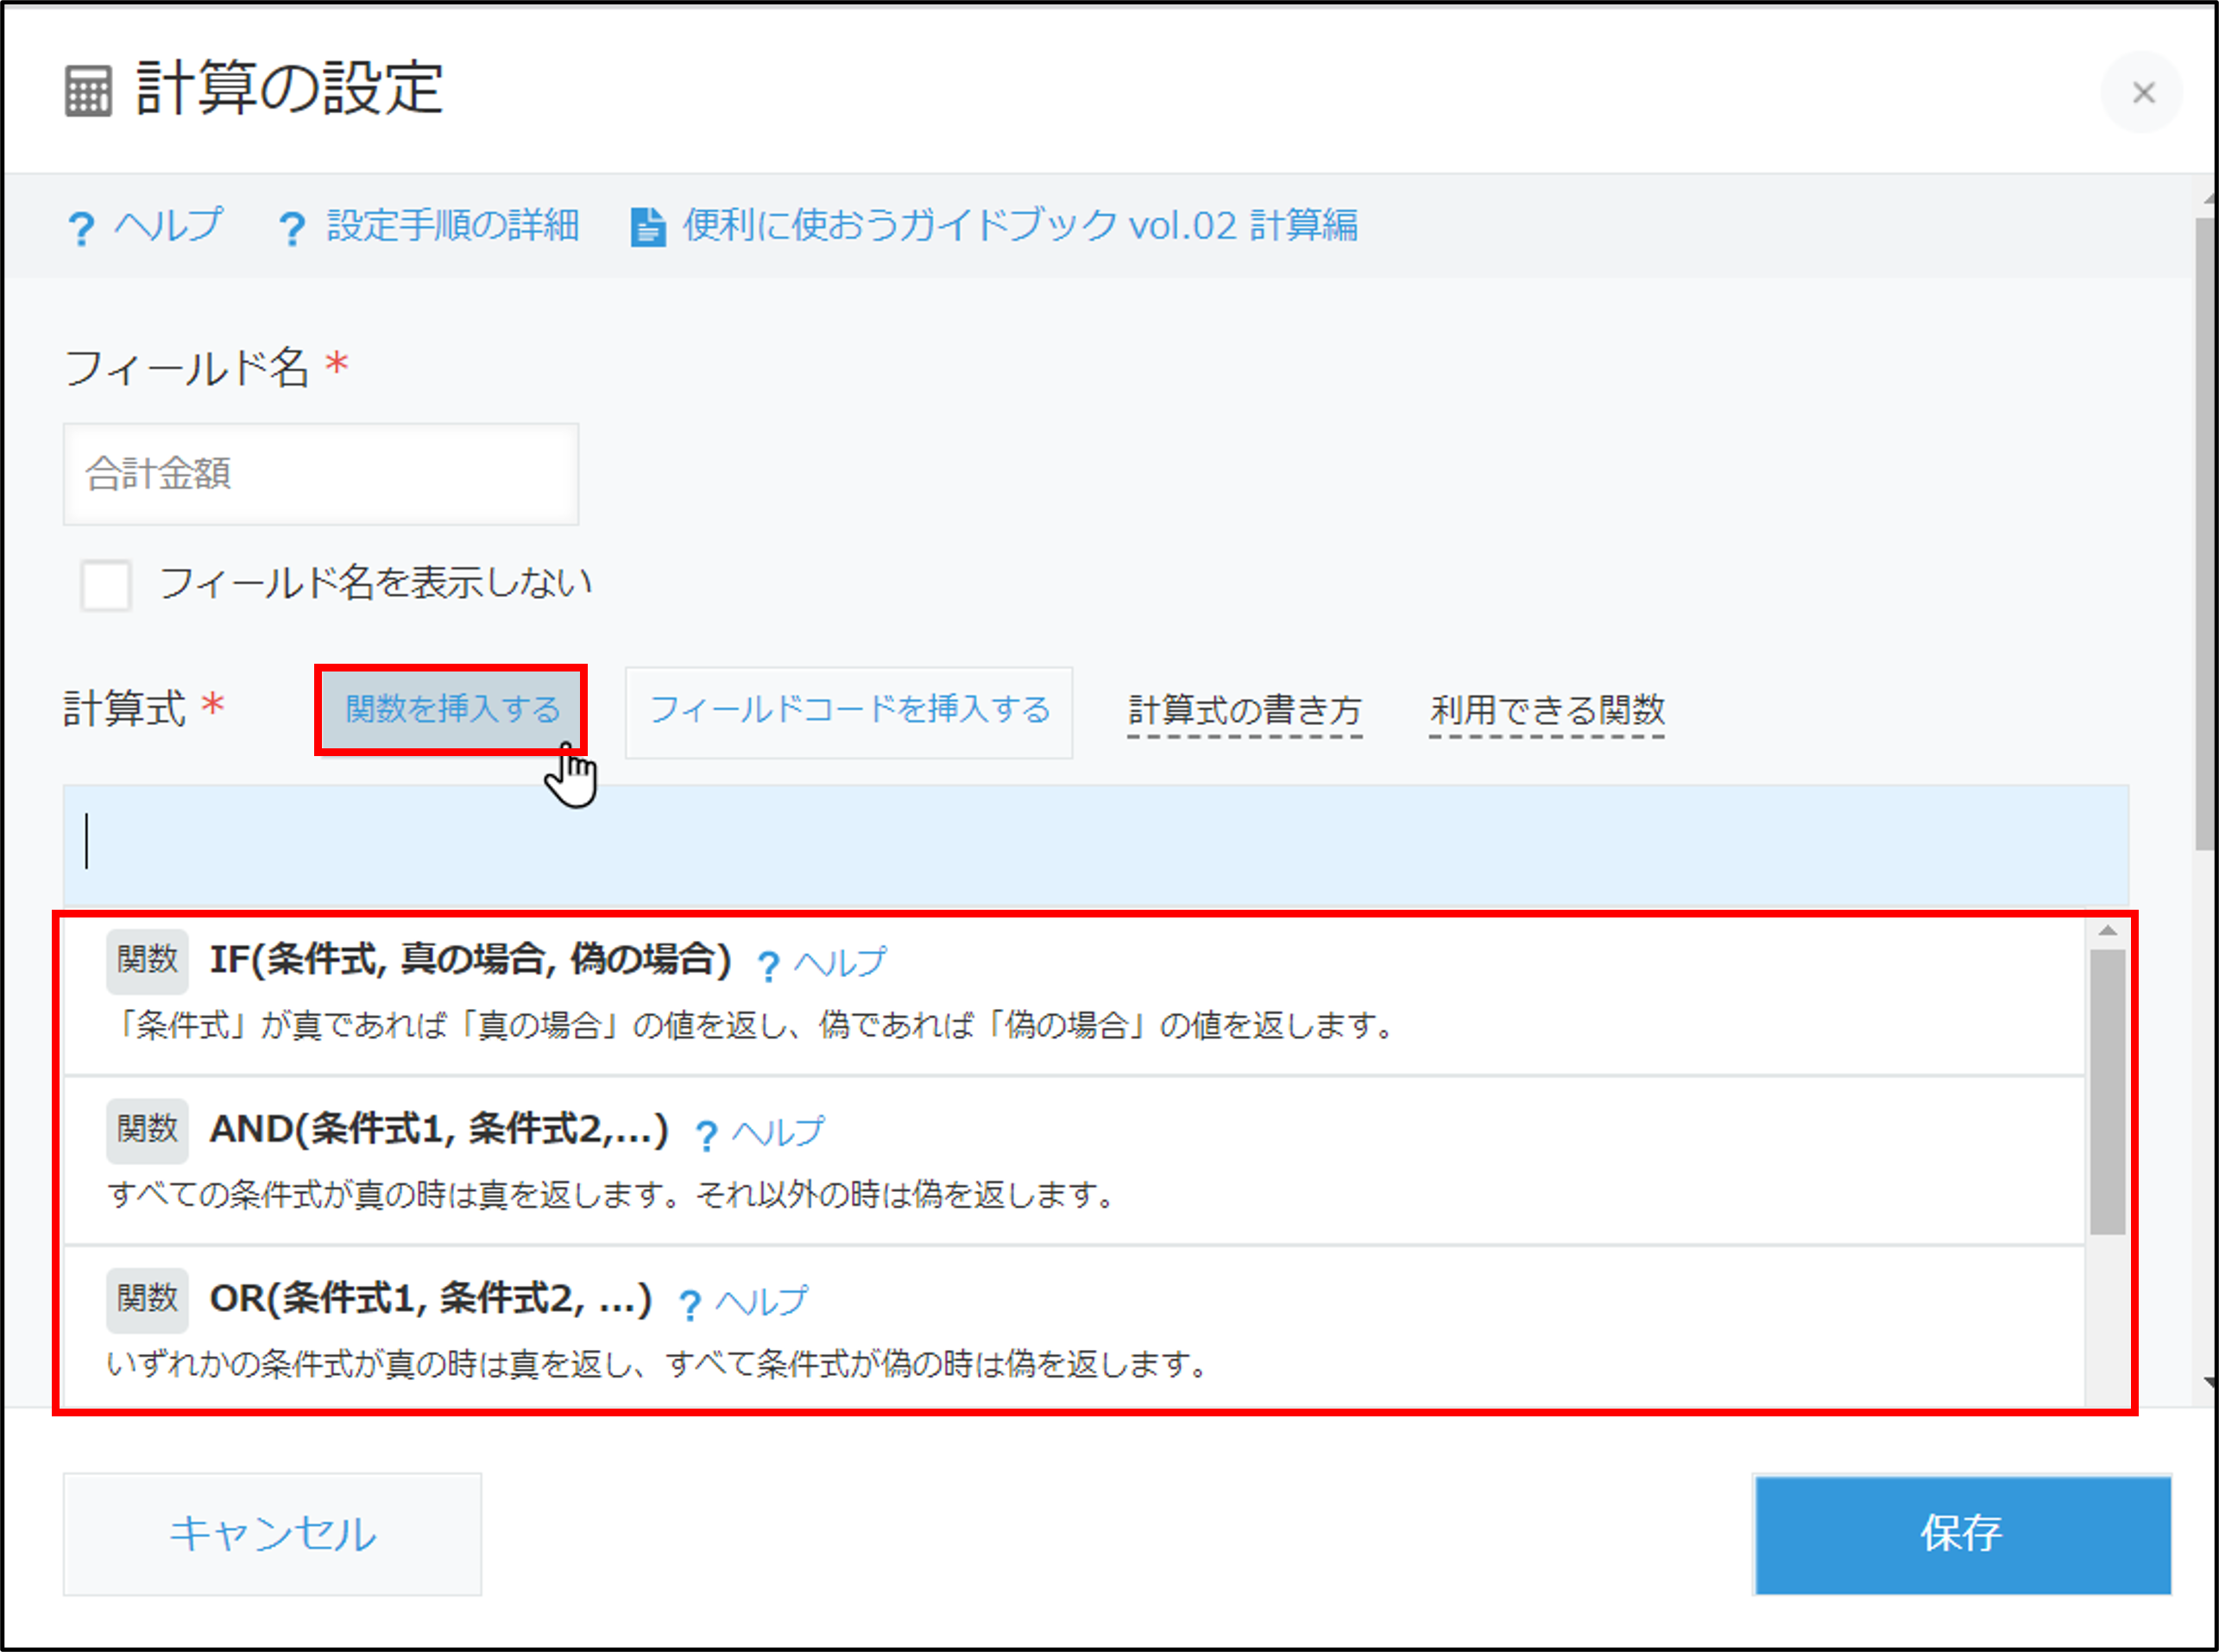 計算の設定
×
? ヘルプ ? 設定手順の詳細 便利に使おうガイドブック vol.02 計算編
フィールド名 *
合計金額
フィールド名を表示しない
計算式 * 関数を挿入する フィールドコードを挿入する 計算式の書き方 利用できる関数
関数 IF(条件式, 真の場合, 偽の場合) ? ヘルプ
「条件式」が真であれば「真の場合」の値を返し、偽であれば「偽の場合」の値を返します。
関数 AND(条件式1, 条件式2,...) ? ヘルプ
すべての条件式が真の時は真を返します。それ以外の時は偽を返します。
関数 OR(条件式1, 条件式2, ...) ? ヘルプ
いずれかの条件式が真の時は真を返し、すべて条件式が偽の時は偽を返します。
キャンセル 保存